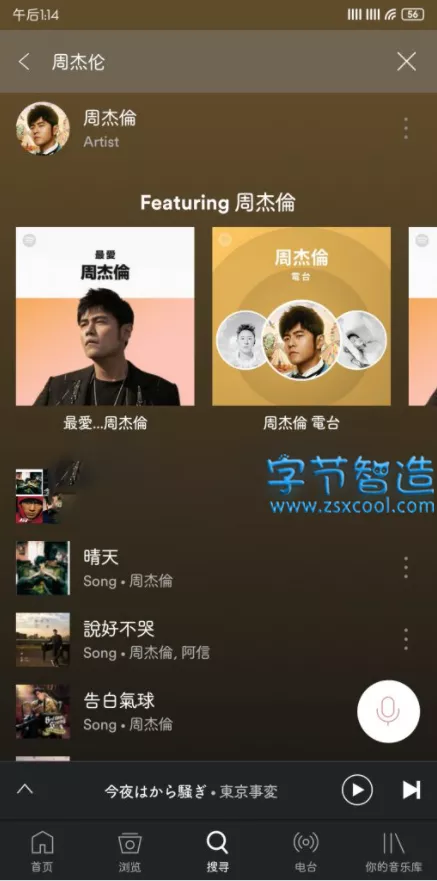 午后1:14
56
周杰伦
周杰倫
Artist
Featuring 周杰倫
最愛
周杰倫
周杰倫
電台
最愛...周杰倫
周杰倫 電台
字节智造
www.zsxcool.com
晴天
Song • 周杰倫
說好不哭
Song • 周杰倫, 阿信
告白氣球
Song • 周杰倫
今夜はから騒ぎ • 東京事変
首页
浏览
搜寻
电台
你的音乐库